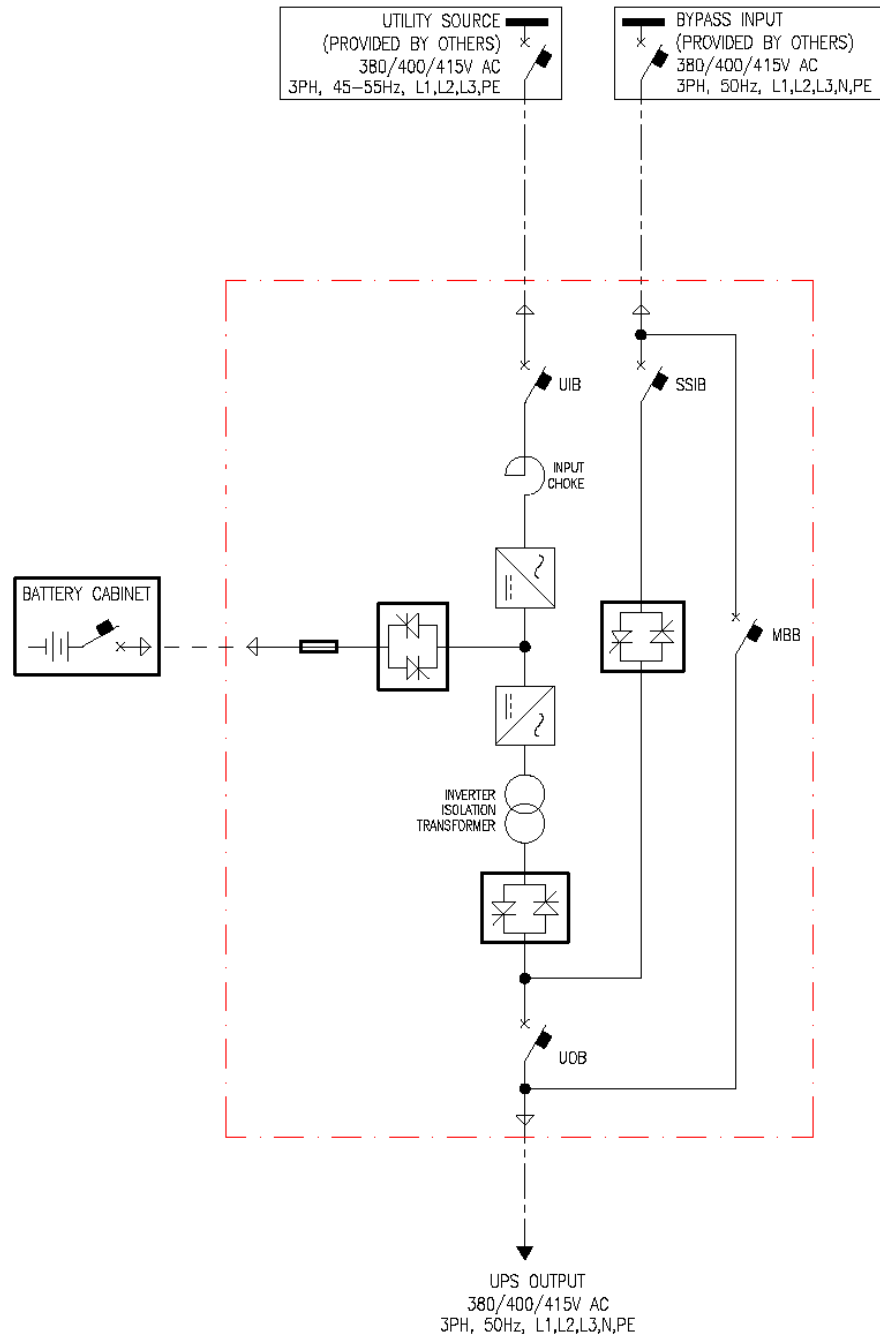 UTILITY SOURCE
(PROVIDED BY OTHERS)
380/400/415V AC
3PH, 45-55Hz, L1,L2,L3,PE
BYPASS INPUT
(PROVIDED BY OTHERS)
380/400/415V AC
3PH, 50Hz, L1,L2,L3,N,PE
UIB
SSIB
INPUT
CHOKE
BATTERY CABINET
MBB
INVERTER
ISOLATION
TRANSFORMER
UOB
UPS OUTPUT
380/400/415V AC
3PH, 50Hz, L1,L2,L3,N,PE